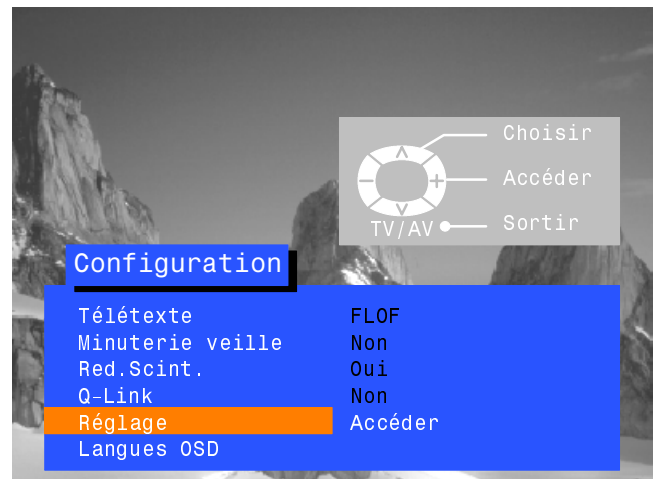 Choisir
Accéder
TV/AV
Sortir
Configuration
Télétexte FLOF
Minuterie veille Non
Red.Scint. Oui
Q-Link Non
Réglage Accéder
Langues OSD